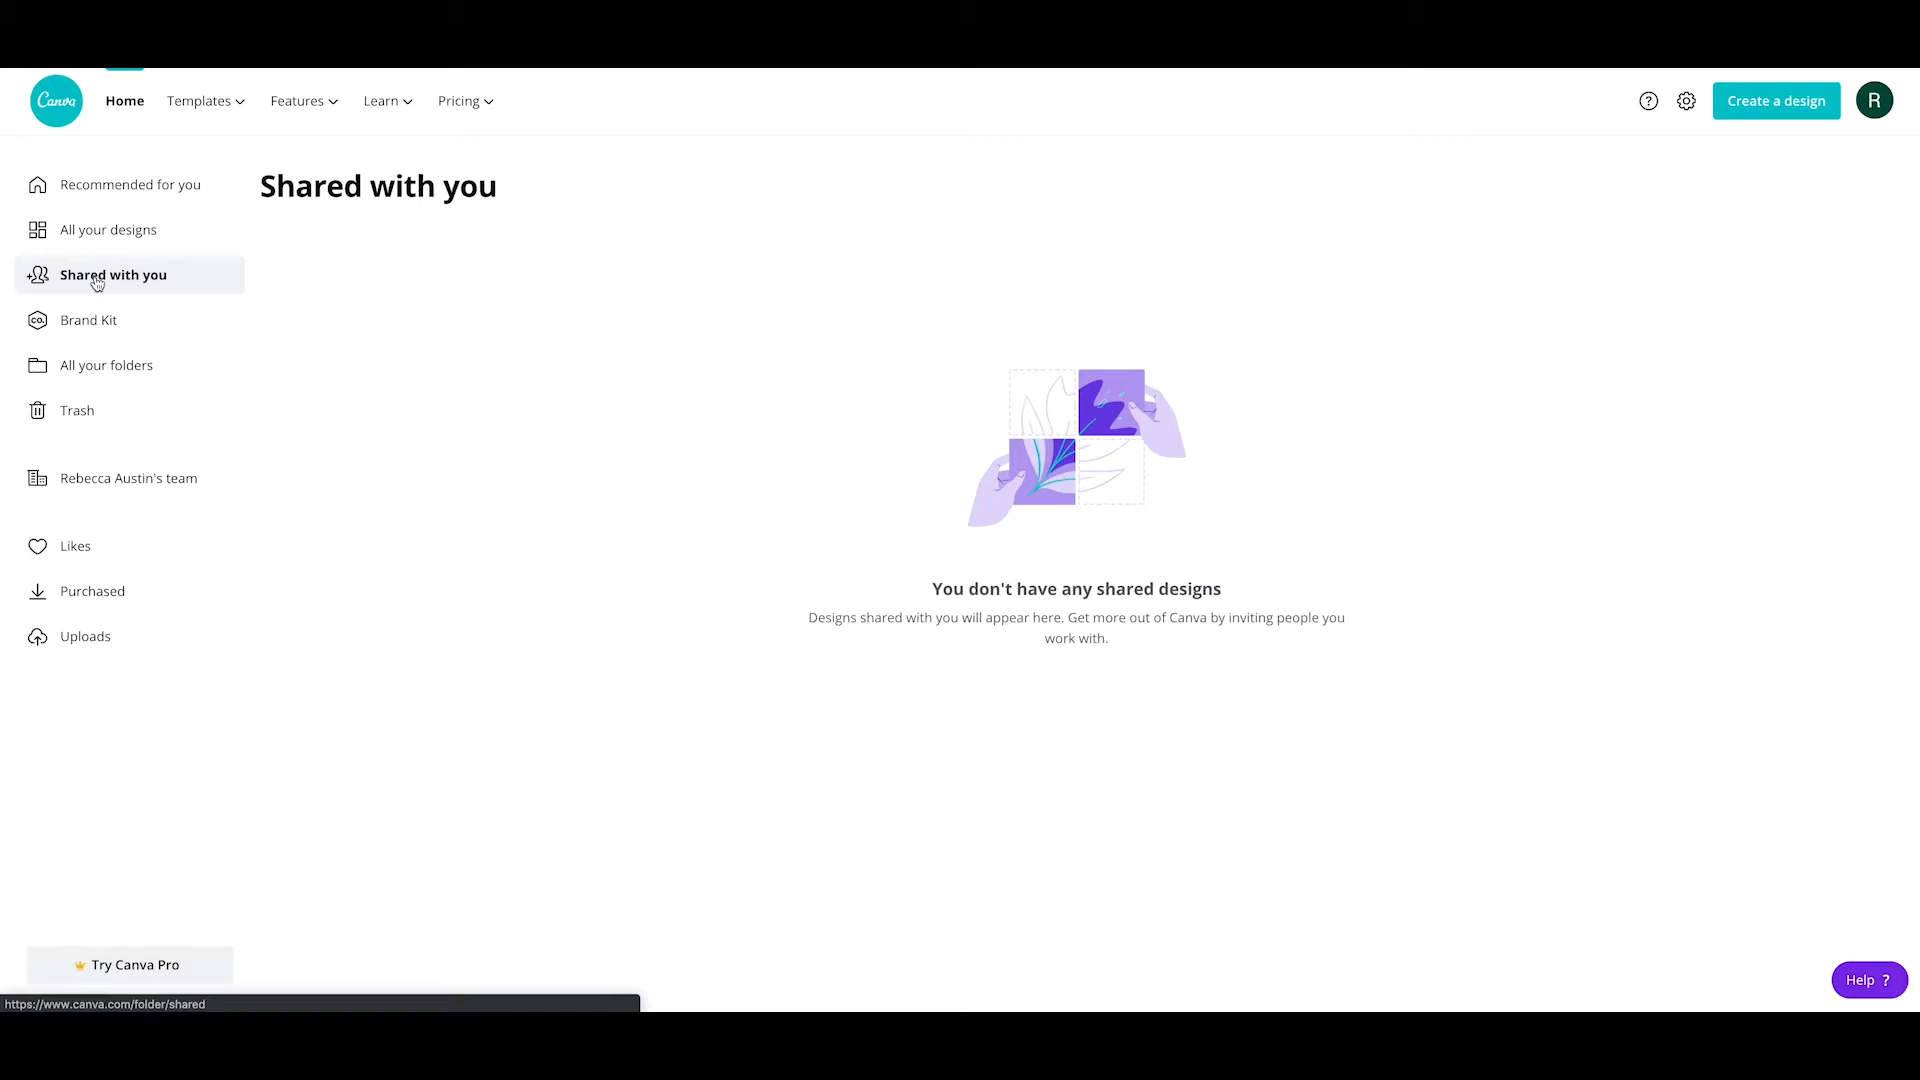 Canva
Home
Templates
Features
Learn
Pricing
?
Create a design
R
Recommended for you
All your designs
Shared with you
CO.
Brand Kit
All your folders
Trash
Rebecca Austin's team
Likes
Purchased
Uploads
Shared with you
You don't have any shared designs
Designs shared with you will appear here. Get more out of Canva by inviting people you
work with.
Try Canva Pro
Help ?
https://www.canva.com/folder/shared